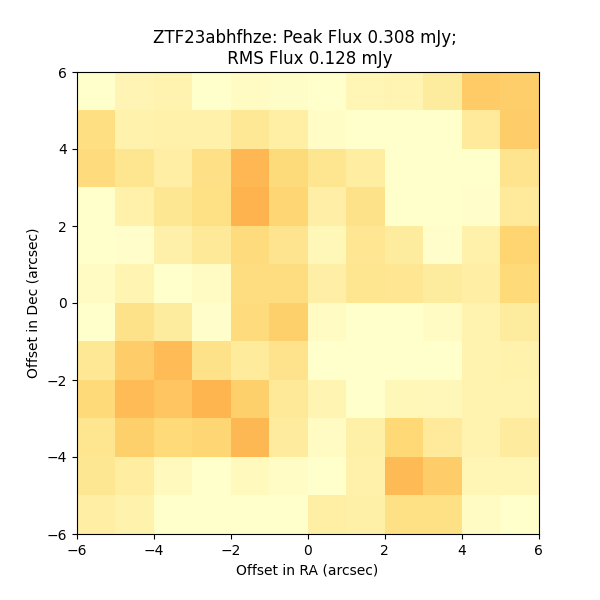 ZTF23abhfhze: Peak Flux 0.308 mJy;
RMS Flux 0.128 mJy
6
4
2
0
−2
−4
−6
Offset in Dec (arcsec)
−6 −4 −2 0 2 4 6
Offset in RA (arcsec)